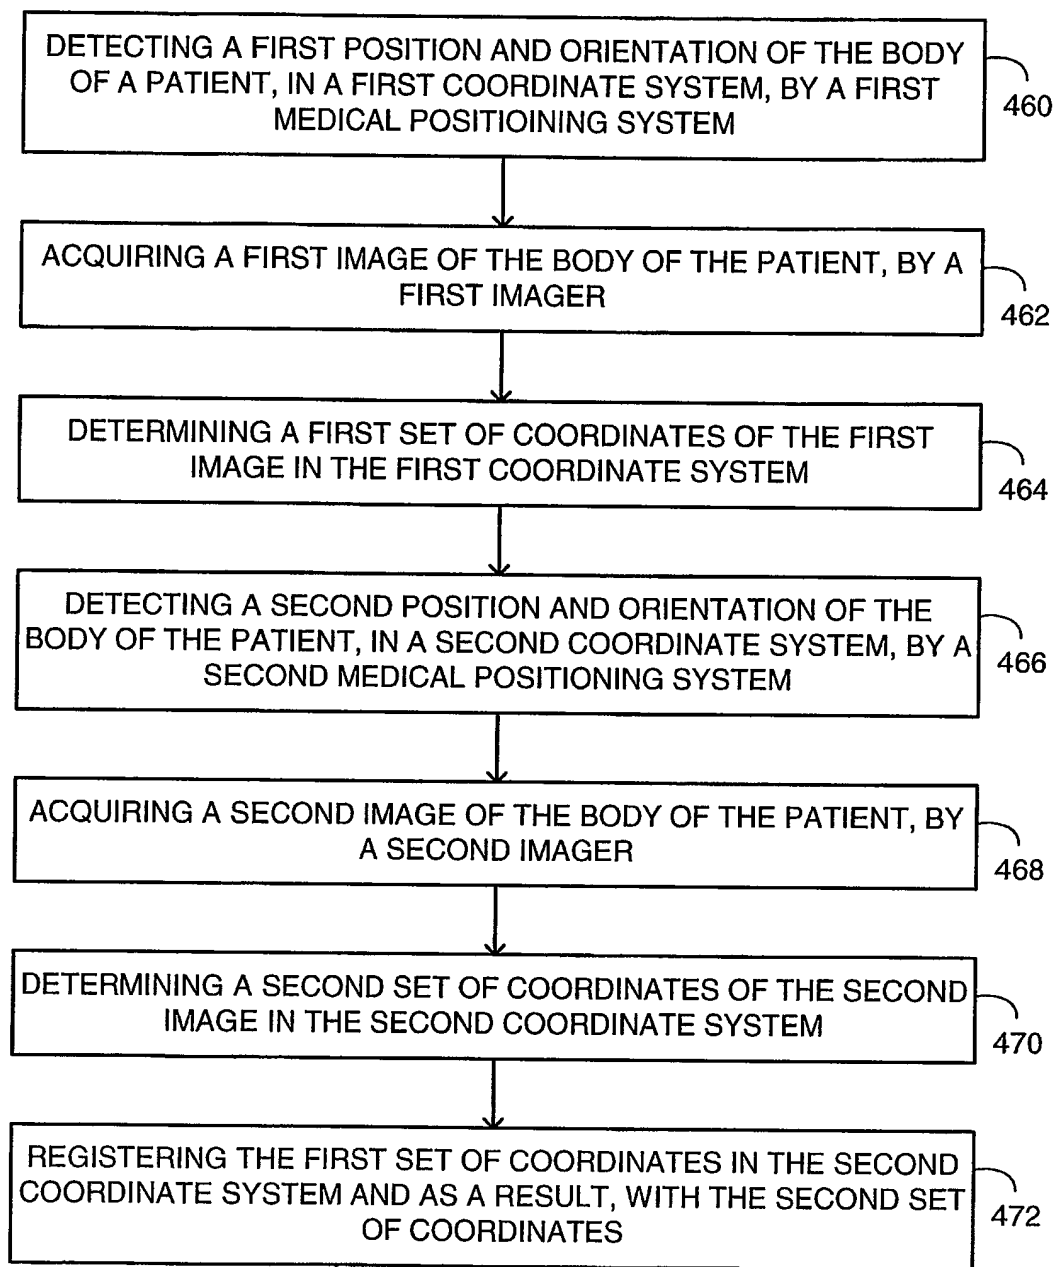 DETECTING A FIRST POSITION AND ORIENTATION OF THE BODY
OF A PATIENT, IN A FIRST COORDINATE SYSTEM, BY A FIRST
MEDICAL POSITIOINING SYSTEM
460
ACQUIRING A FIRST IMAGE OF THE BODY OF THE PATIENT, BY A
FIRST IMAGER
462
DETERMINING A FIRST SET OF COORDINATES OF THE FIRST
IMAGE IN THE FIRST COORDINATE SYSTEM
464
DETECTING A SECOND POSITION AND ORIENTATION OF THE
BODY OF THE PATIENT, IN A SECOND COORDINATE SYSTEM, BY A
SECOND MEDICAL POSITIONING SYSTEM
466
ACQUIRING A SECOND IMAGE OF THE BODY OF THE PATIENT, BY
A SECOND IMAGER
468
DETERMINING A SECOND SET OF COORDINATES OF THE SECOND
IMAGE IN THE SECOND COORDINATE SYSTEM
470
REGISTERING THE FIRST SET OF COORDINATES IN THE SECOND
COORDINATE SYSTEM AND AS A RESULT, WITH THE SECOND SET
OF COORDINATES
472